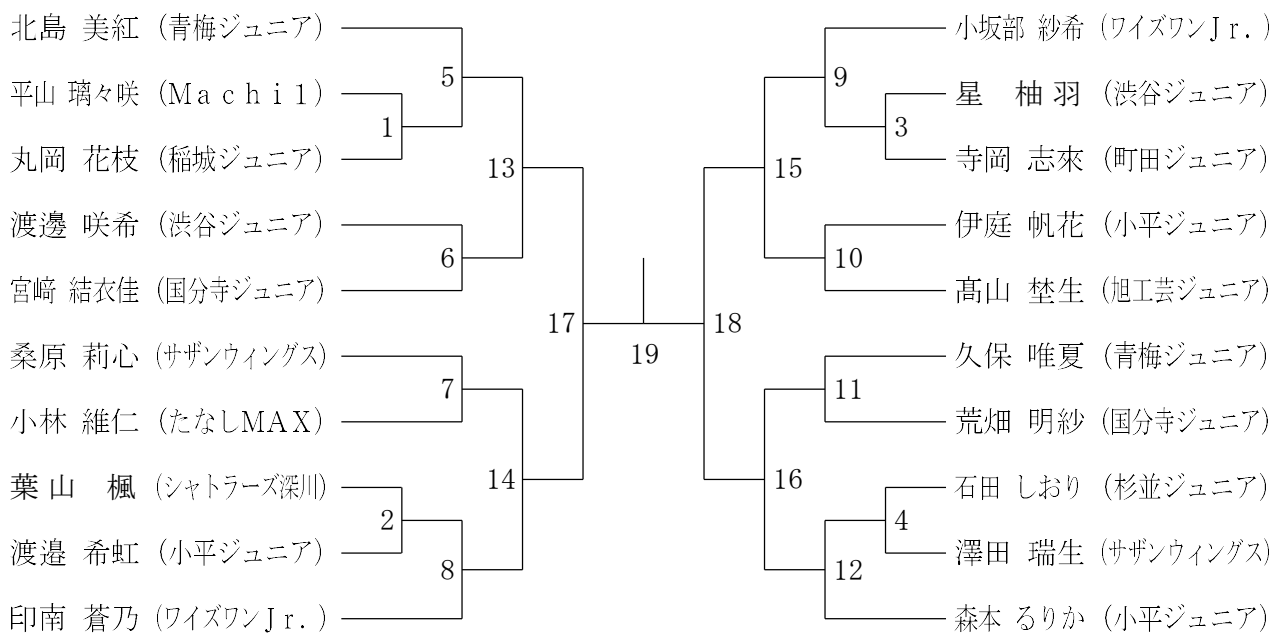 北島 美紅 (青梅ジュニア)
平山 璃々咲 (Machi1)
丸岡 花枝 (稲城ジュニア)
渡邊 咲希 (渋谷ジュニア)
宮﨑 結衣佳 (国分寺ジュニア)
桑原 莉心 (サザンウィングス)
小林 維仁 (たなしMAX)
葉山 楓 (シャトラーズ深川)
渡邉 希虹 (小平ジュニア)
印南 蒼乃 (ワイズワンJr.)
5
1
13
6
17
7
14
2
8
19
小坂部 紗希 (ワイズワンJr.)
星 柚羽 (渋谷ジュニア)
寺岡 志來 (町田ジュニア)
伊庭 帆花 (小平ジュニア)
髙山 埜生 (旭工芸ジュニア)
久保 唯夏 (青梅ジュニア)
荒畑 明紗 (国分寺ジュニア)
石田 しおり (杉並ジュニア)
澤田 瑞生 (サザンウィングス)
森本 るりか (小平ジュニア)
9
3
15
10
18
11
16
4
12